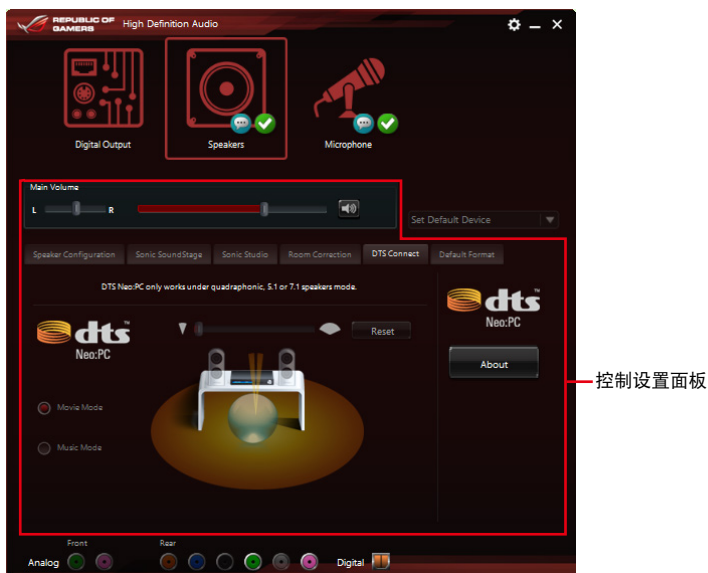 REPUBLIC OF
GAMERS
High Definition Audio
Digital Output
Speakers
Microphone
Main Volume
L
R
Set Default Device
Speaker Configuration
Sonic SoundStage
Sonic Studio
Room Correction
DTS Connect
Default Format
DTS Neo:PC only works under quadraphonic, 5.1 or 7.1 speakers mode.
dts
Neo:PC
Reset
dts
Neo:PC
About
控制设置面板
Movie Mode
Music Mode
Front
Rear
Analog
Digital